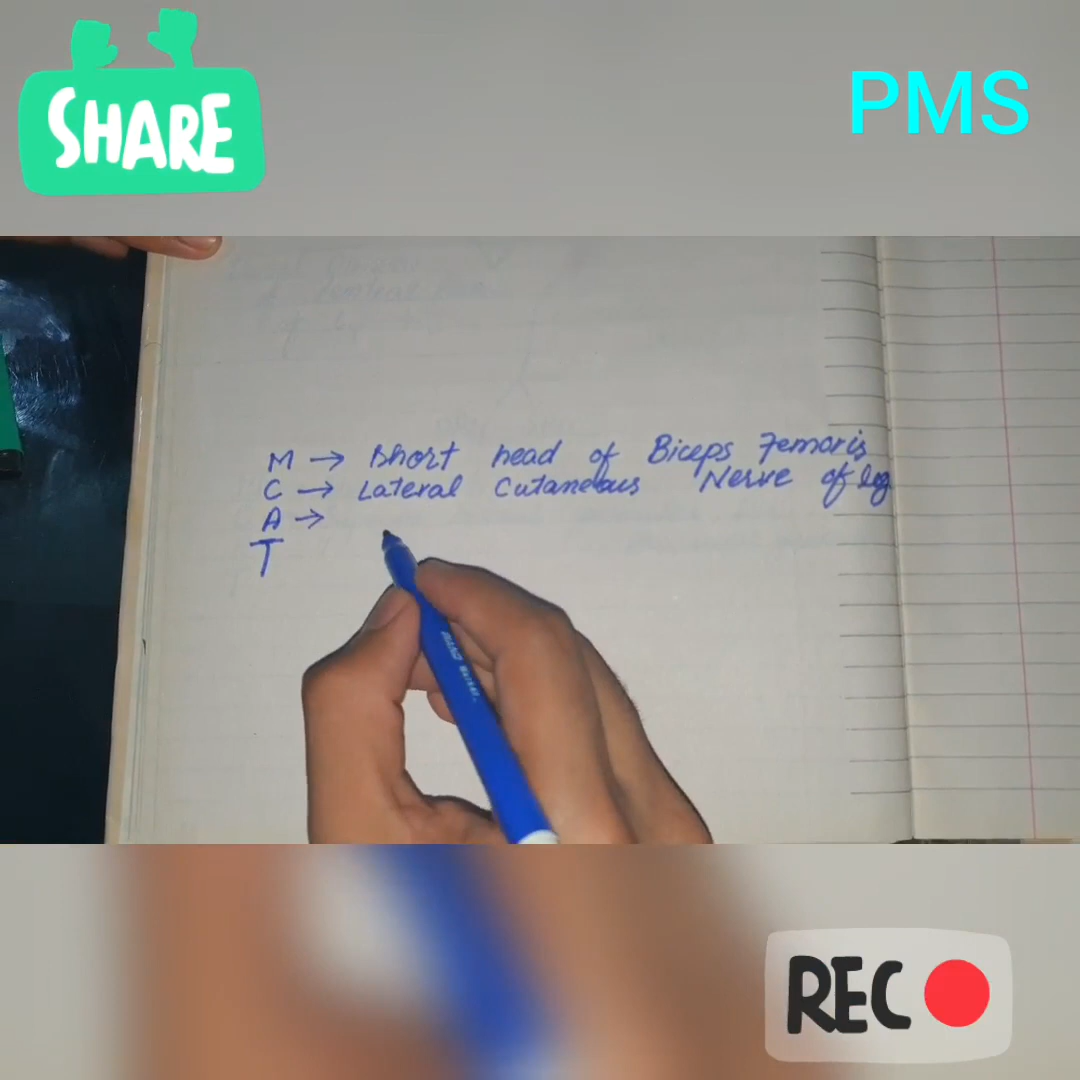 SHARE
PMS
M → Short head of Biceps Femoris
C → Lateral Cutaneous Nerve of leg
A →
T
REC